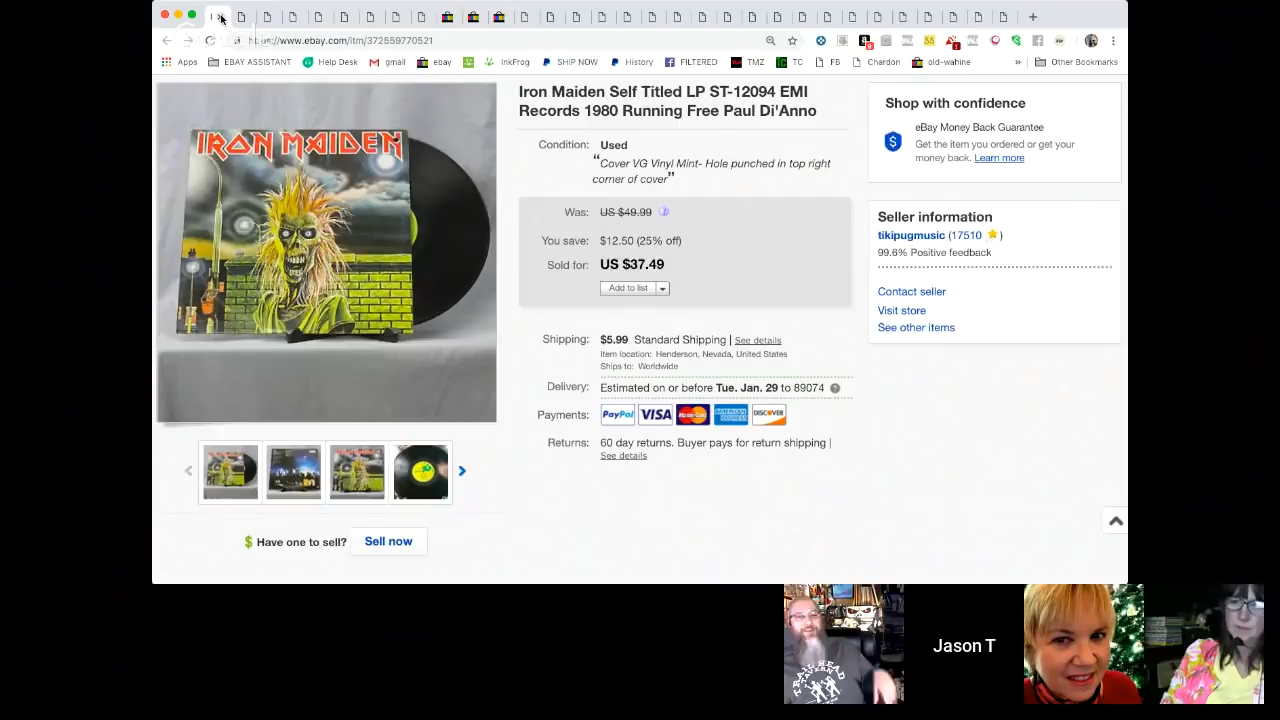 https://www.ebay.com/itm/372559770521
Apps EBAY ASSISTANT Help Desk gmail ebay InkFrog SHIP NOW History FILTERED TMZ TC FB Chardon old-wahine » Other Bookmarks
IRON MAIDEN
Iron Maiden Self Titled LP ST-12094 EMI
Records 1980 Running Free Paul Di'Anno
Condition: Used
“Cover VG Vinyl Mint- Hole punched in top right
corner of cover”
Was: US $49.99
You save: $12.50 (25% off)
Sold for: US $37.49
Add to list
Shipping: $5.99 Standard Shipping | See details
Item location: Henderson, Nevada, United States
Ships to: Worldwide
Delivery: Estimated on or before Tue. Jan. 29 to 89074
Payments: PayPal VISA MasterCard AMERICAN EXPRESS DISCOVER
Returns: 60 day returns. Buyer pays for return shipping |
See details
Have one to sell? Sell now
Shop with confidence
eBay Money Back Guarantee
Get the item you ordered or get your
money back. Learn more
Seller information
tikipugmusic (17510 )
99.6% Positive feedback
Contact seller
Visit store
See other items
TRAIL HEAD
TAVERN
Jason T